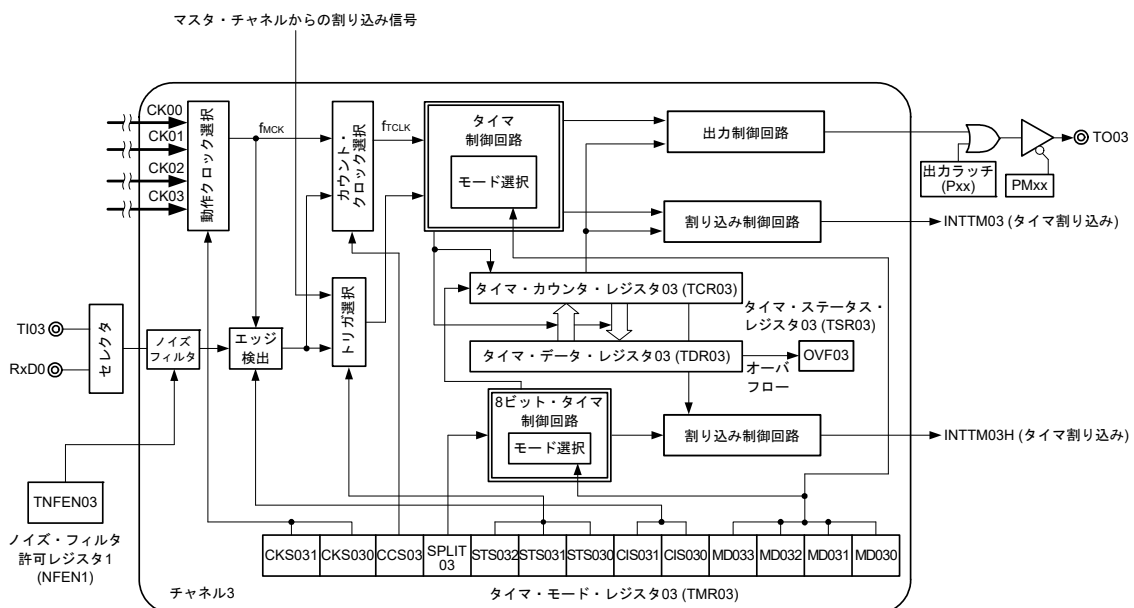 マスタ・チャネルからの割り込み信号
CK00
CK01
CK02
CK03
動作クロック選択
fMCK
カウント・
クロック選択
fTCLK
タイマ
制御回路
モード選択
出力制御回路
出力ラッチ
(Pxx)
PMxx
TO03
割り込み制御回路
INTTM03 (タイマ割り込み)
トリガ選択
タイマ・カウンタ・レジスタ03 (TCR03)
タイマ・ステータス・
レジスタ03 (TSR03)
TI03
RxD0
セレクタ
ノイズ
フィルタ
エッジ
検出
タイマ・データ・レジスタ03 (TDR03)
オーバ
フロー
OVF03
8ビット・タイマ
制御回路
モード選択
割り込み制御回路
INTTM03H (タイマ割り込み)
TNFEN03
ノイズ・フィルタ
許可レジスタ1
(NFEN1)
CKS031
CKS030
CCS03
SPLIT
03
STS032
STS031
STS030
CIS031
CIS030
MD033
MD032
MD031
MD030
チャネル3
タイマ・モード・レジスタ03 (TMR03)